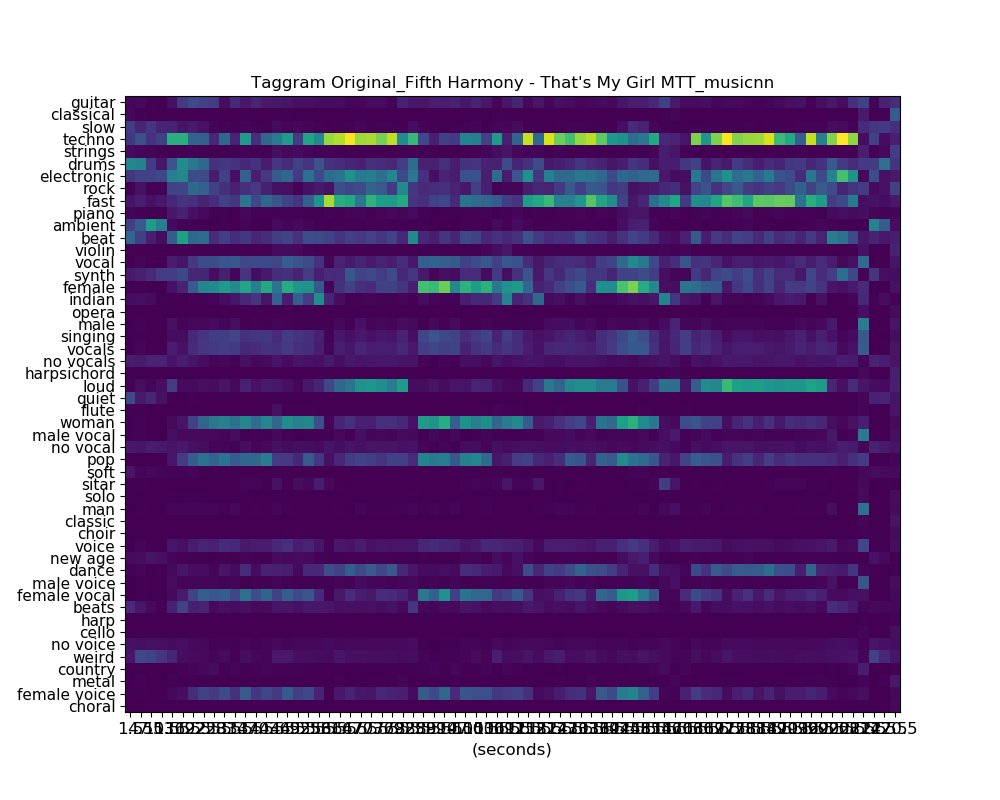 Taggram Original_Fifth Harmony - That's My Girl MTT_musicnn
guitar
classical
slow
techno
strings
drums
electronic
rock
fast
piano
ambient
beat
violin
vocal
synth
female
indian
opera
male
singing
vocals
no vocals
harpsichord
loud
quiet
flute
woman
male vocal
no vocal
pop
soft
sitar
solo
man
classic
choir
voice
new age
dance
male voice
female vocal
beats
harp
cello
no voice
weird
country
metal
female voice
choral
(seconds)